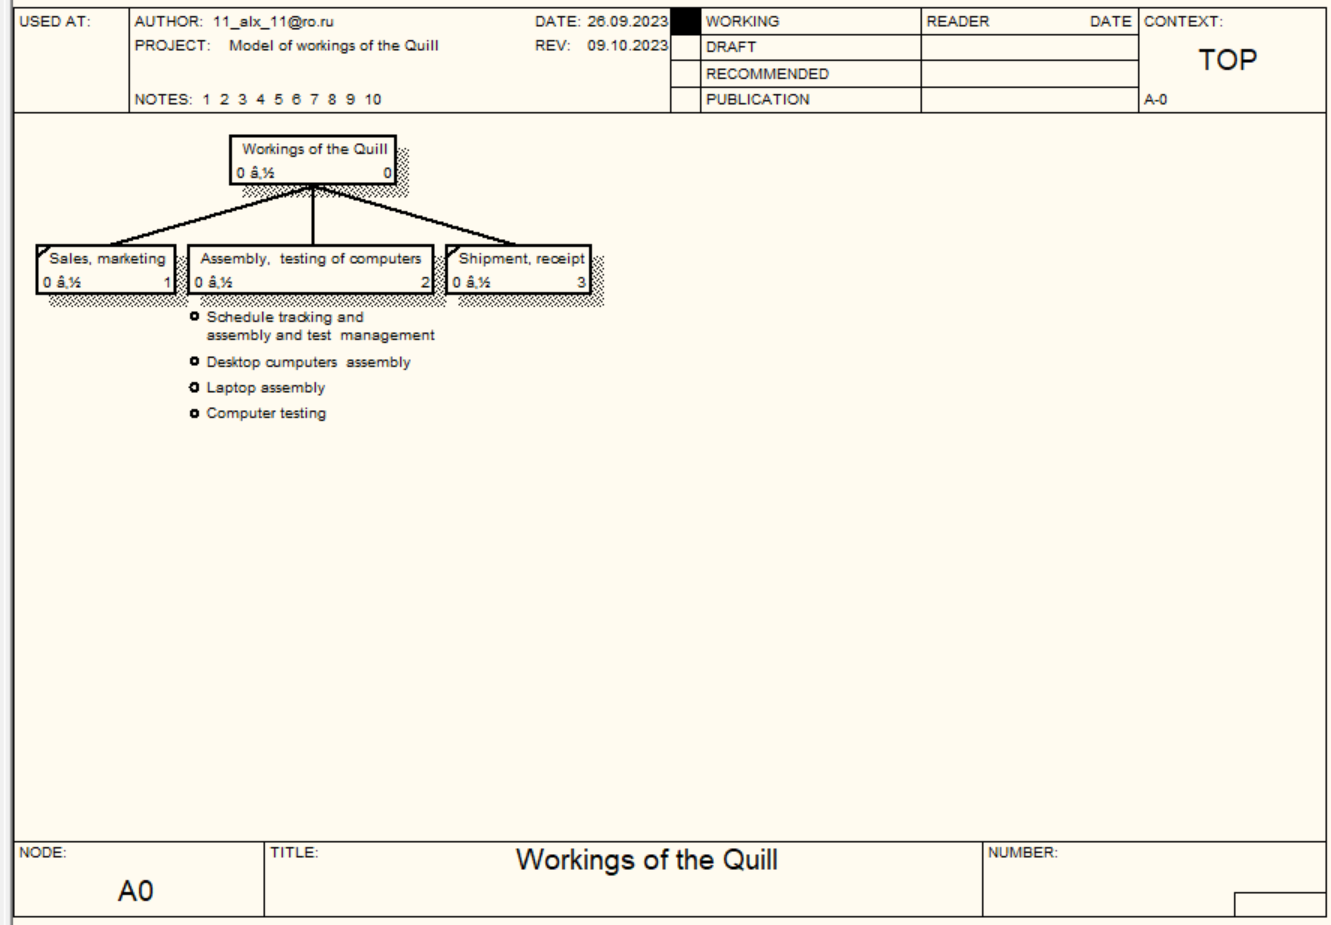 USED AT:
AUTHOR: 11_alx_11@ro.ru
DATE: 26.09.2023
WORKING
READER
DATE
CONTEXT:
PROJECT: Model of workings of the Quill
REV: 09.10.2023
DRAFT
TOP
RECOMMENDED
NOTES: 1 2 3 4 5 6 7 8 9 10
PUBLICATION
A-0
Workings of the Quill
0 â,½ 0
Sales, marketing
0 â,½ 1
Assembly, testing of computers
0 â,½ 2
Shipment, receipt
0 â,½ 3
Schedule tracking and
assembly and test management
Desktop cumputers assembly
Laptop assembly
Computer testing
NODE:
A0
TITLE:
Workings of the Quill
NUMBER: